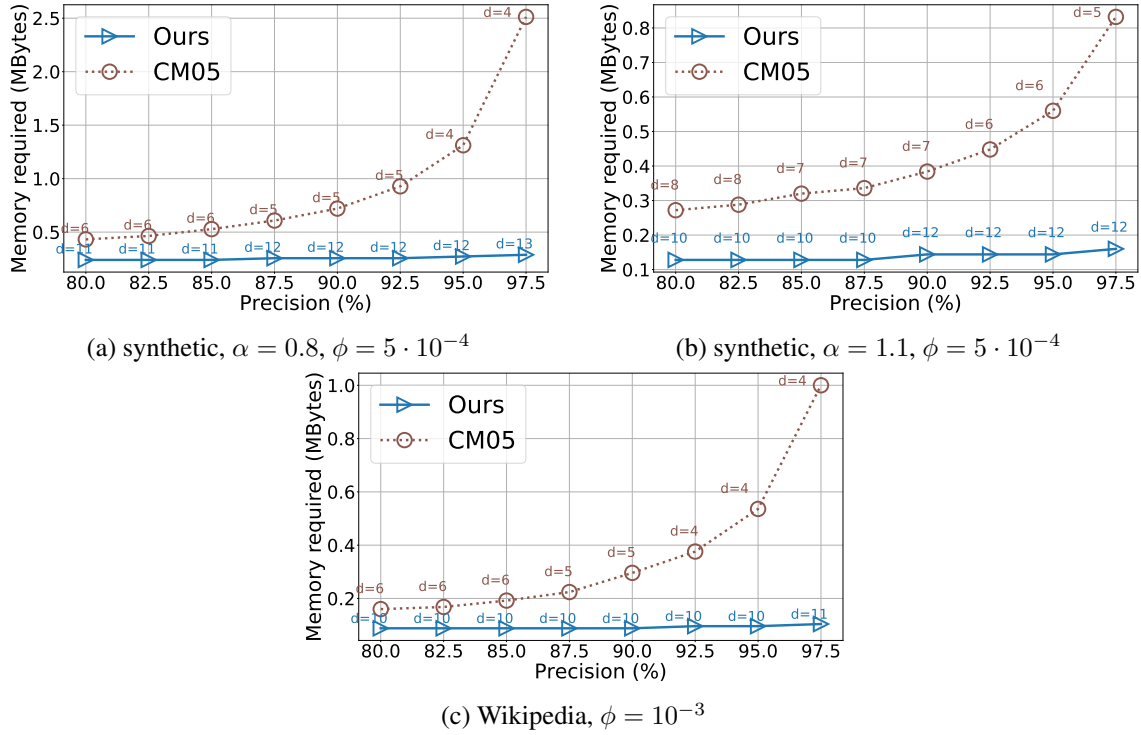 Memory required (MBytes)
2.5
2.0
1.5
1.0
0.5
Ours
CM05
d=6
d=6
d=6
d=5
d=5
d=5
d=4
d=4
d=11
d=11
d=11
d=12
d=12
d=12
d=12
d=13
80.0 82.5 85.0 87.5 90.0 92.5 95.0 97.5
Precision (%)
(a) synthetic, α = 0.8, ϕ = 5 · 10⁻⁴
Memory required (MBytes)
0.8
0.7
0.6
0.5
0.4
0.3
0.2
0.1
Ours
CM05
d=8
d=8
d=7
d=7
d=7
d=6
d=6
d=5
d=10
d=10
d=10
d=10
d=12
d=12
d=12
d=12
80.0 82.5 85.0 87.5 90.0 92.5 95.0 97.5
Precision (%)
(b) synthetic, α = 1.1, ϕ = 5 · 10⁻⁴
Memory required (MBytes)
1.0
0.8
0.6
0.4
0.2
Ours
CM05
d=6
d=6
d=6
d=5
d=5
d=4
d=4
d=4
d=10
d=10
d=10
d=10
d=10
d=10
d=10
d=11
80.0 82.5 85.0 87.5 90.0 92.5 95.0 97.5
Precision (%)
(c) Wikipedia, ϕ = 10⁻³